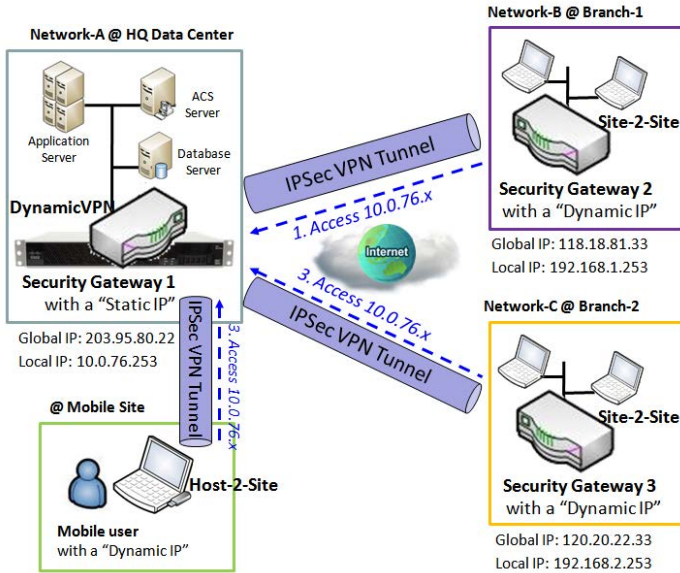 Network-A @ HQ Data Center
Application
Server
ACS
Server
Database
Server
DynamicVPN
Security Gateway 1
with a “Static IP”
Global IP: 203.95.80.22
Local IP: 10.0.76.253
IPSec VPN Tunnel
1. Access 10.0.76.x
Internet
3. Access 10.0.76.x
IPSec VPN Tunnel
IPSec VPN Tunnel
3. Access 10.0.76.x
Network-B @ Branch-1
Site-2-Site
Security Gateway 2
with a “Dynamic IP”
Global IP: 118.18.81.33
Local IP: 192.168.1.253
Network-C @ Branch-2
Site-2-Site
Security Gateway 3
with a “Dynamic IP”
Global IP: 120.20.22.33
Local IP: 192.168.2.253
@ Mobile Site
Host-2-Site
Mobile user
with a “Dynamic IP”